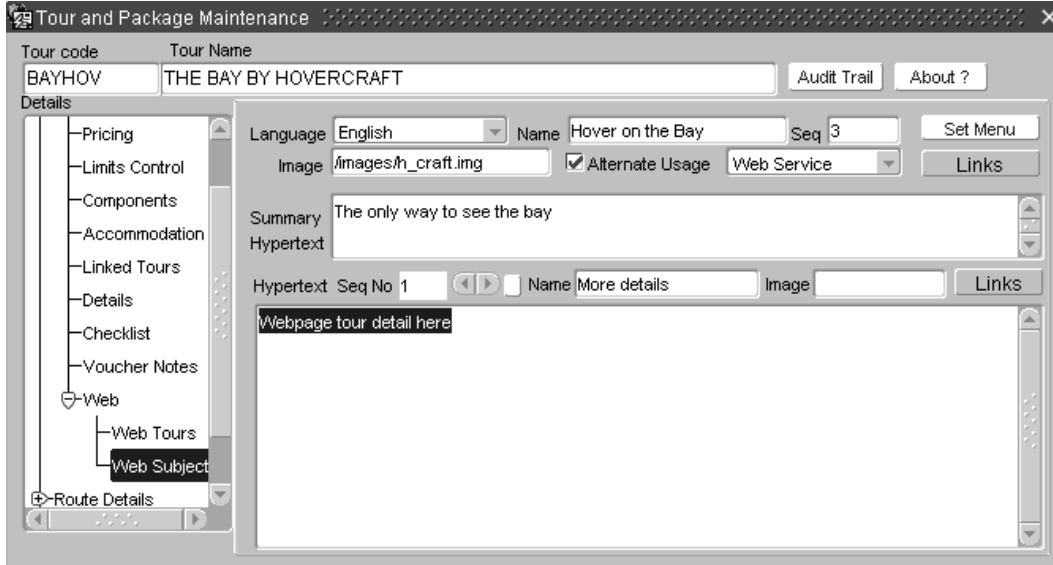 Tour and Package Maintenance
Tour code Tour Name
BAYHOV THE BAY BY HOVERCRAFT Audit Trail About ?
Details
Pricing
Limits Control
Components
Accommodation
Linked Tours
Details
Checklist
Voucher Notes
Web
Web Tours
Web Subject
Route Details
Language English Name Hover on the Bay Seq 3 Set Menu
Image /images/h_craft.img Alternate Usage Web Service Links
Summary Hypertext The only way to see the bay
Hypertext Seq No 1 Name More details Image Links
Webpage tour detail here